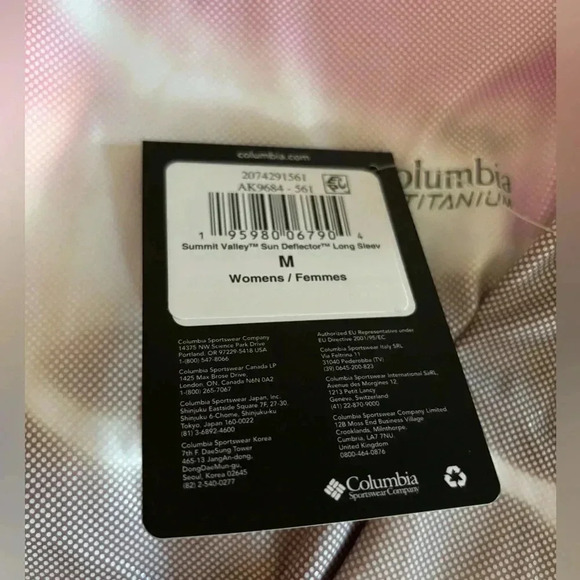 columbia.com
2074291561
AK9684 - 561
1 95980 06790 4
Summit Valley™ Sun Deflector™ Long Sleev
M
Womens / Femmes
Columbia Sportswear Company
14375 NW Science Park Drive
Portland, OR 97229-5418 USA
1-(800) 547-8066
Columbia Sportswear Canada LP
1425 Max Brose Drive,
London, ON, Canada N6N 0A2
1-(800) 265-7067
Columbia Sportswear Japan, Inc.
Shinjuku Eastside Square 7F, 27-30,
Shinjuku 6-Chome, Shinjuku-ku
Tokyo, Japan 160-0022
(81) 3-6892-4600
Columbia Sportswear Korea
7th F. DaeSung Tower
465-13 JangAn-dong,
DongDaeMun-gu,
Seoul, Korea 02645
(82) 2-540-0277
Authorized EU Representative under
EU Directive 2001/95/EC.
Columbia Sportswear Italy SRL
Via Feltrina 11
31040 Pederobba (TV)
(39) 0645 200-823
Columbia Sportswear International SàRL,
Avenue des Morgines 12
1213 Petit Lancy
Geneva, Switzerland
(41) 22-870-9000
Columbia Sportswear Company Limited.
12B Moss End Business Village
Crooklands, Milnthorpe,
Cumbria, LA7 7NU.
United Kingdom
0800-464-0876
Columbia
Sportswear Company
olumbia
TITANIUM